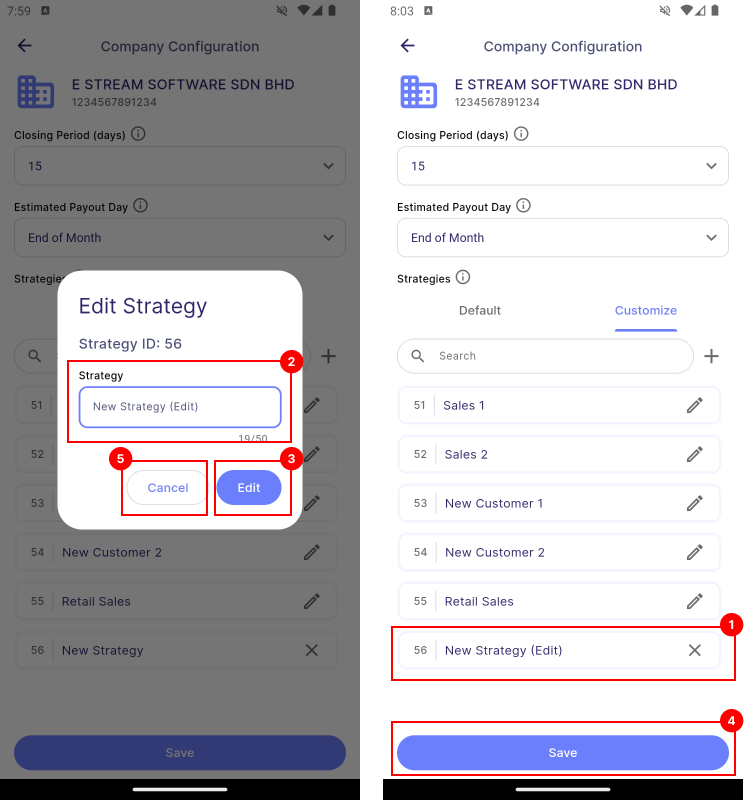 7:59
Company Configuration
E STREAM SOFTWARE SDN BHD
1234567891234
Closing Period (days)
15
Estimated Payout Day
End of Month
Strategies
Edit Strategy
Strategy ID: 56
2
Strategy
New Strategy (Edit)
19/50
5
3
Cancel
Edit
51
52
53
54 New Customer 2
55 Retail Sales
56 New Strategy
Save
8:03
Company Configuration
E STREAM SOFTWARE SDN BHD
1234567891234
Closing Period (days)
15
Estimated Payout Day
End of Month
Strategies
Default Customize
Search
51 Sales 1
52 Sales 2
53 New Customer 1
54 New Customer 2
55 Retail Sales
1
56 New Strategy (Edit)
4
Save